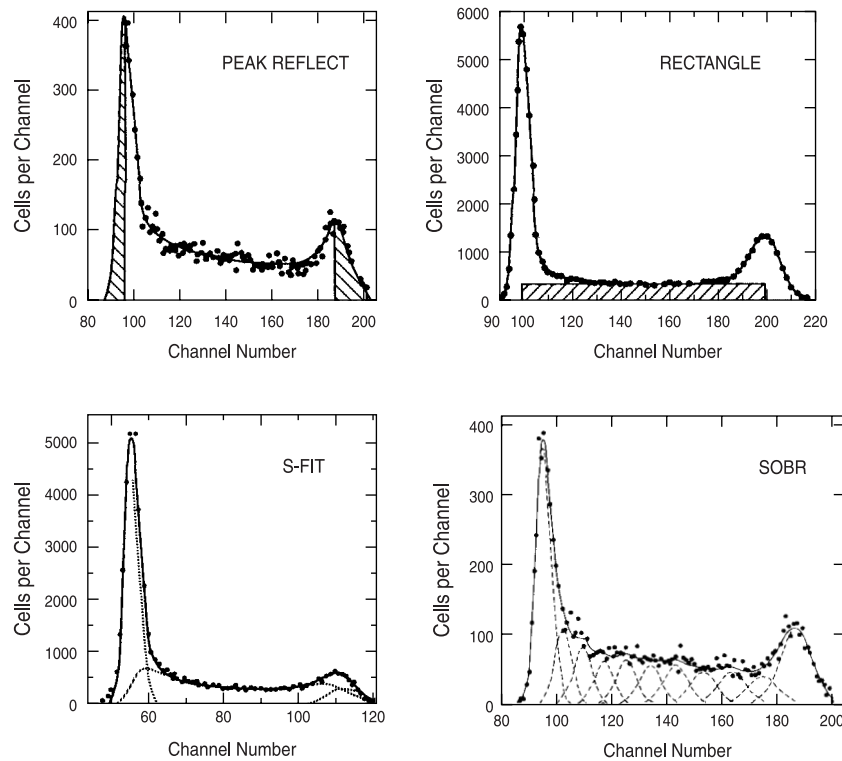 PEAK REFLECT
Cells per Channel
400
300
200
100
0
80 100 120 140 160 180 200
Channel Number
RECTANGLE
Cells per Channel
6000
5000
4000
3000
2000
1000
0
90 100 120 140 160 180 200 220
Channel Number
S-FIT
Cells per Channel
5000
4000
3000
2000
1000
0
60 80 100 120
Channel Number
SOBR
Cells per Channel
400
300
200
100
0
80 100 120 140 160 180 200
Channel Number